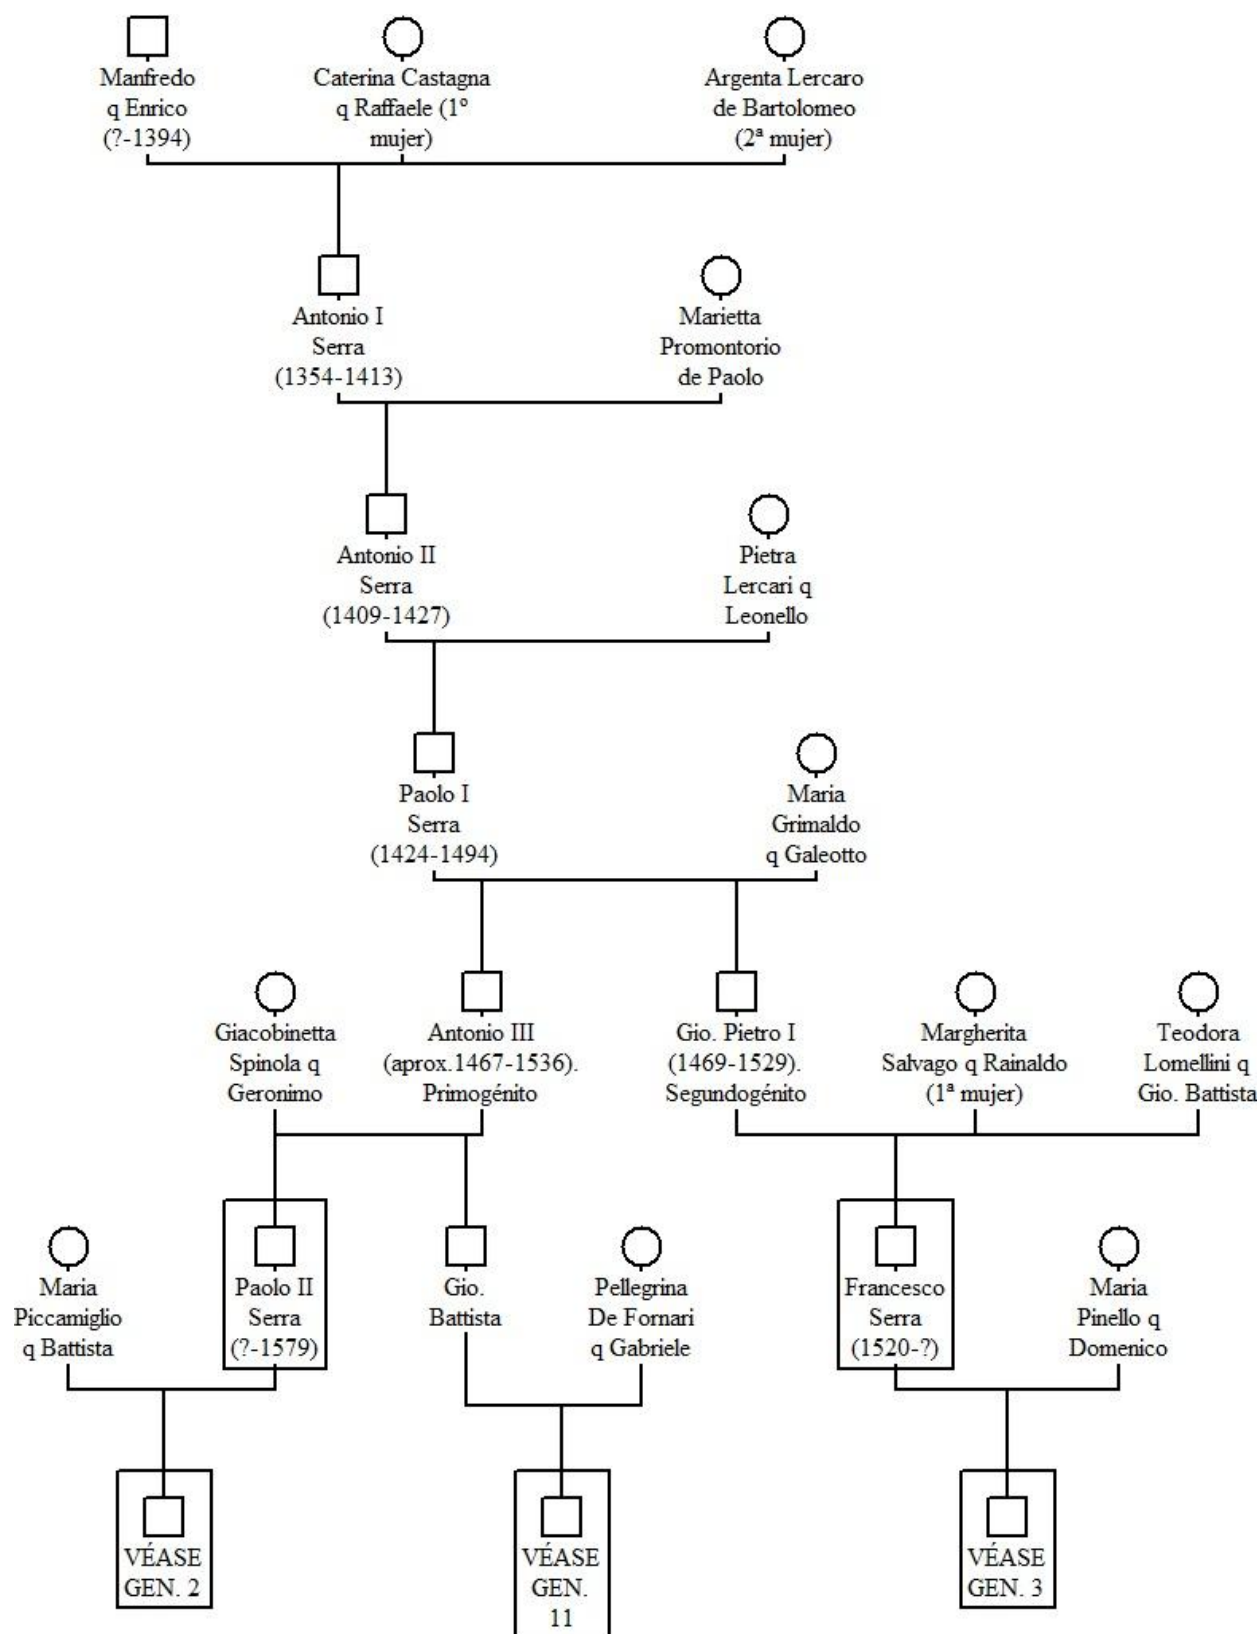 Manfredo
q Enrico
(?-1394)
Caterina Castagna
q Raffaele (1º
mujer)
Argenta Lercaro
de Bartolomeo
(2ª mujer)
Antonio I
Serra
(1354-1413)
Marietta
Promontorio
de Paolo
Antonio II
Serra
(1409-1427)
Pietra
Lercari q
Leonello
Paolo I
Serra
(1424-1494)
Maria
Grimaldo
q Galeotto
Giacobinetta
Spinola q
Geronimo
Antonio III
(aprox.1467-1536).
Primogénito
Gio. Pietro I
(1469-1529).
Segundogénito
Margherita
Salvago q Rainaldo
(1ª mujer)
Teodora
Lomellini q
Gio. Battista
Maria
Piccamiglio
q Battista
Paolo II
Serra
(?-1579)
Gio.
Battista
Pellegrina
De Fornari
q Gabriele
Francesco
Serra
(1520-?)
Maria
Pinello q
Domenico
VÉASE
GEN. 2
VÉASE
GEN.
11
VÉASE
GEN. 3